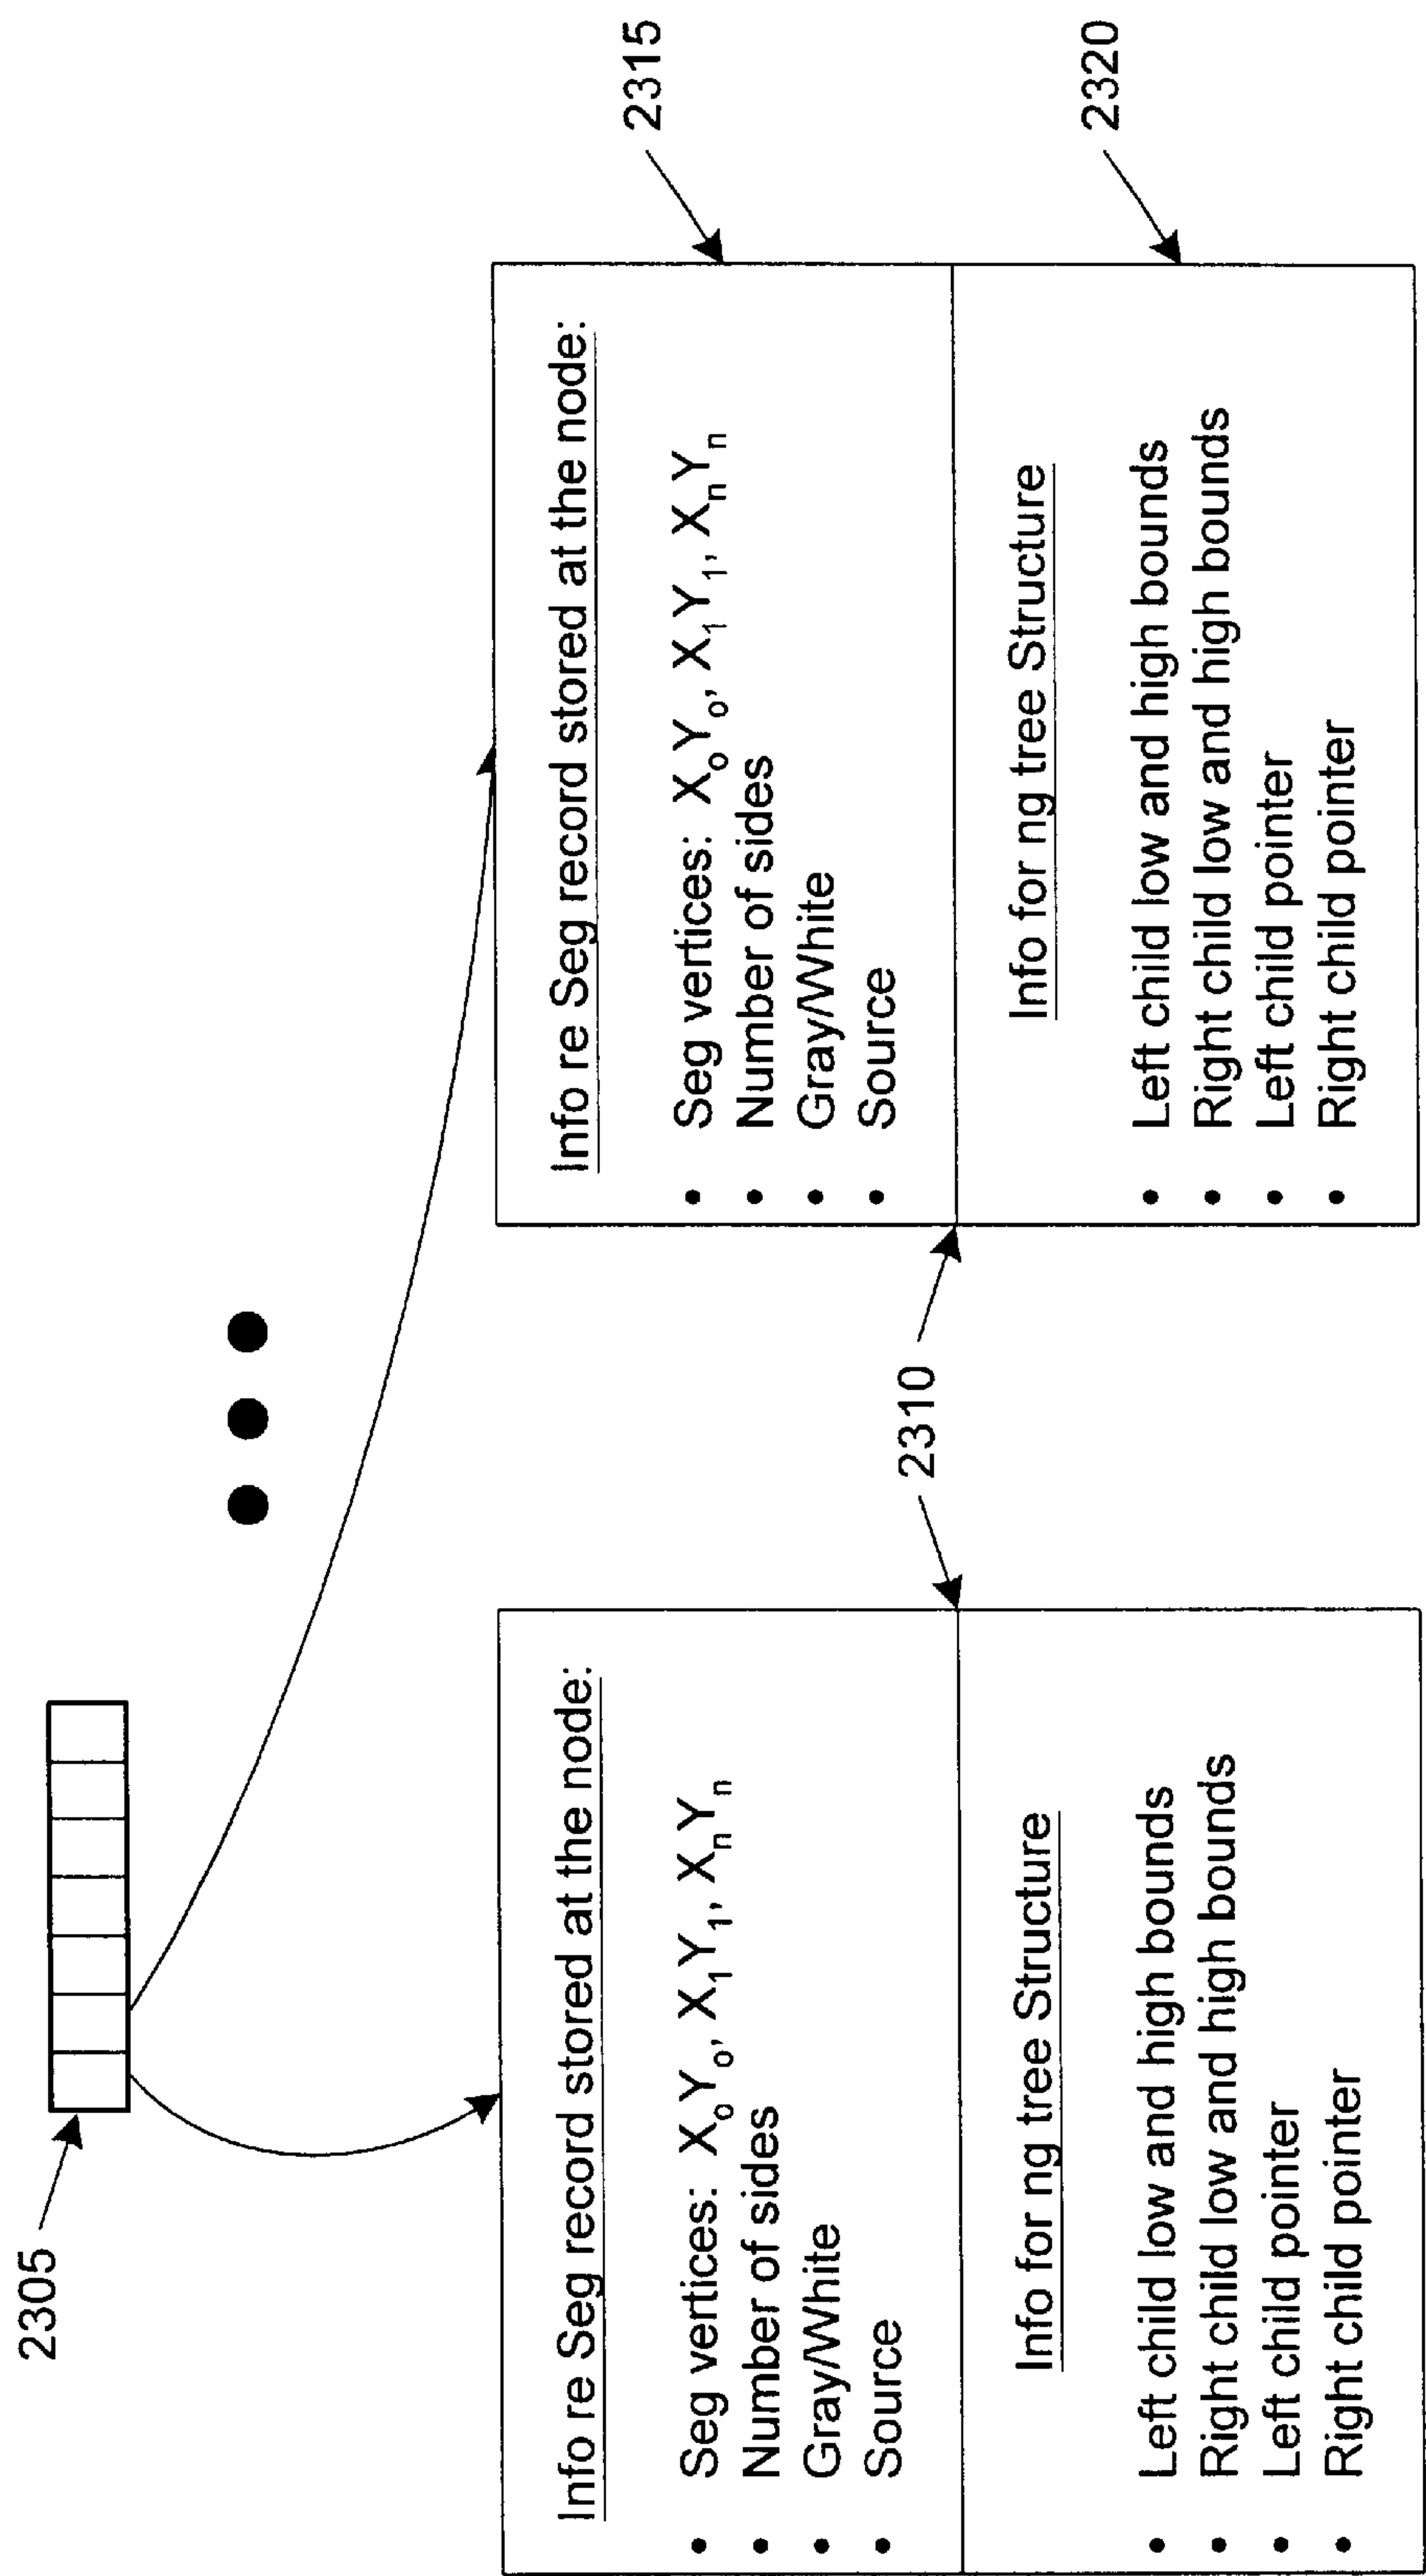 2305
Info re Seg record stored at the node:
• Seg vertices: X₀Y₀, X₁Y₁, XₙYₙ
• Number of sides
• Gray/White
• Source
Info for ng tree Structure
• Left child low and high bounds
• Right child low and high bounds
• Left child pointer
• Right child pointer
2310
Info re Seg record stored at the node:
• Seg vertices: X₀Y₀, X₁Y₁, XₙYₙ
• Number of sides
• Gray/White
• Source
Info for ng tree Structure
• Left child low and high bounds
• Right child low and high bounds
• Left child pointer
• Right child pointer
2315
2320